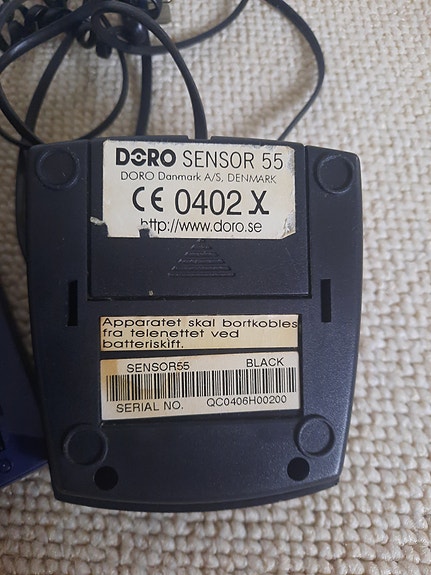 DORO SENSOR 55
DORO Danmark A/S, DENMARK
CE 0402 X
http://www.doro.se
Apparatet skal bortkobles
fra telenettet ved
batteriskift.
SENSOR55 BLACK
SERIAL NO. QC0406H00200